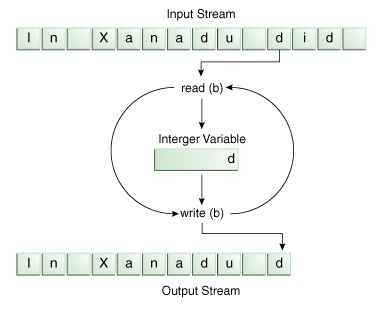 Input Stream
I n X a n a d u d i d
read (b)
Interger Variable
d
write (b)
I n X a n a d u d
Output Stream